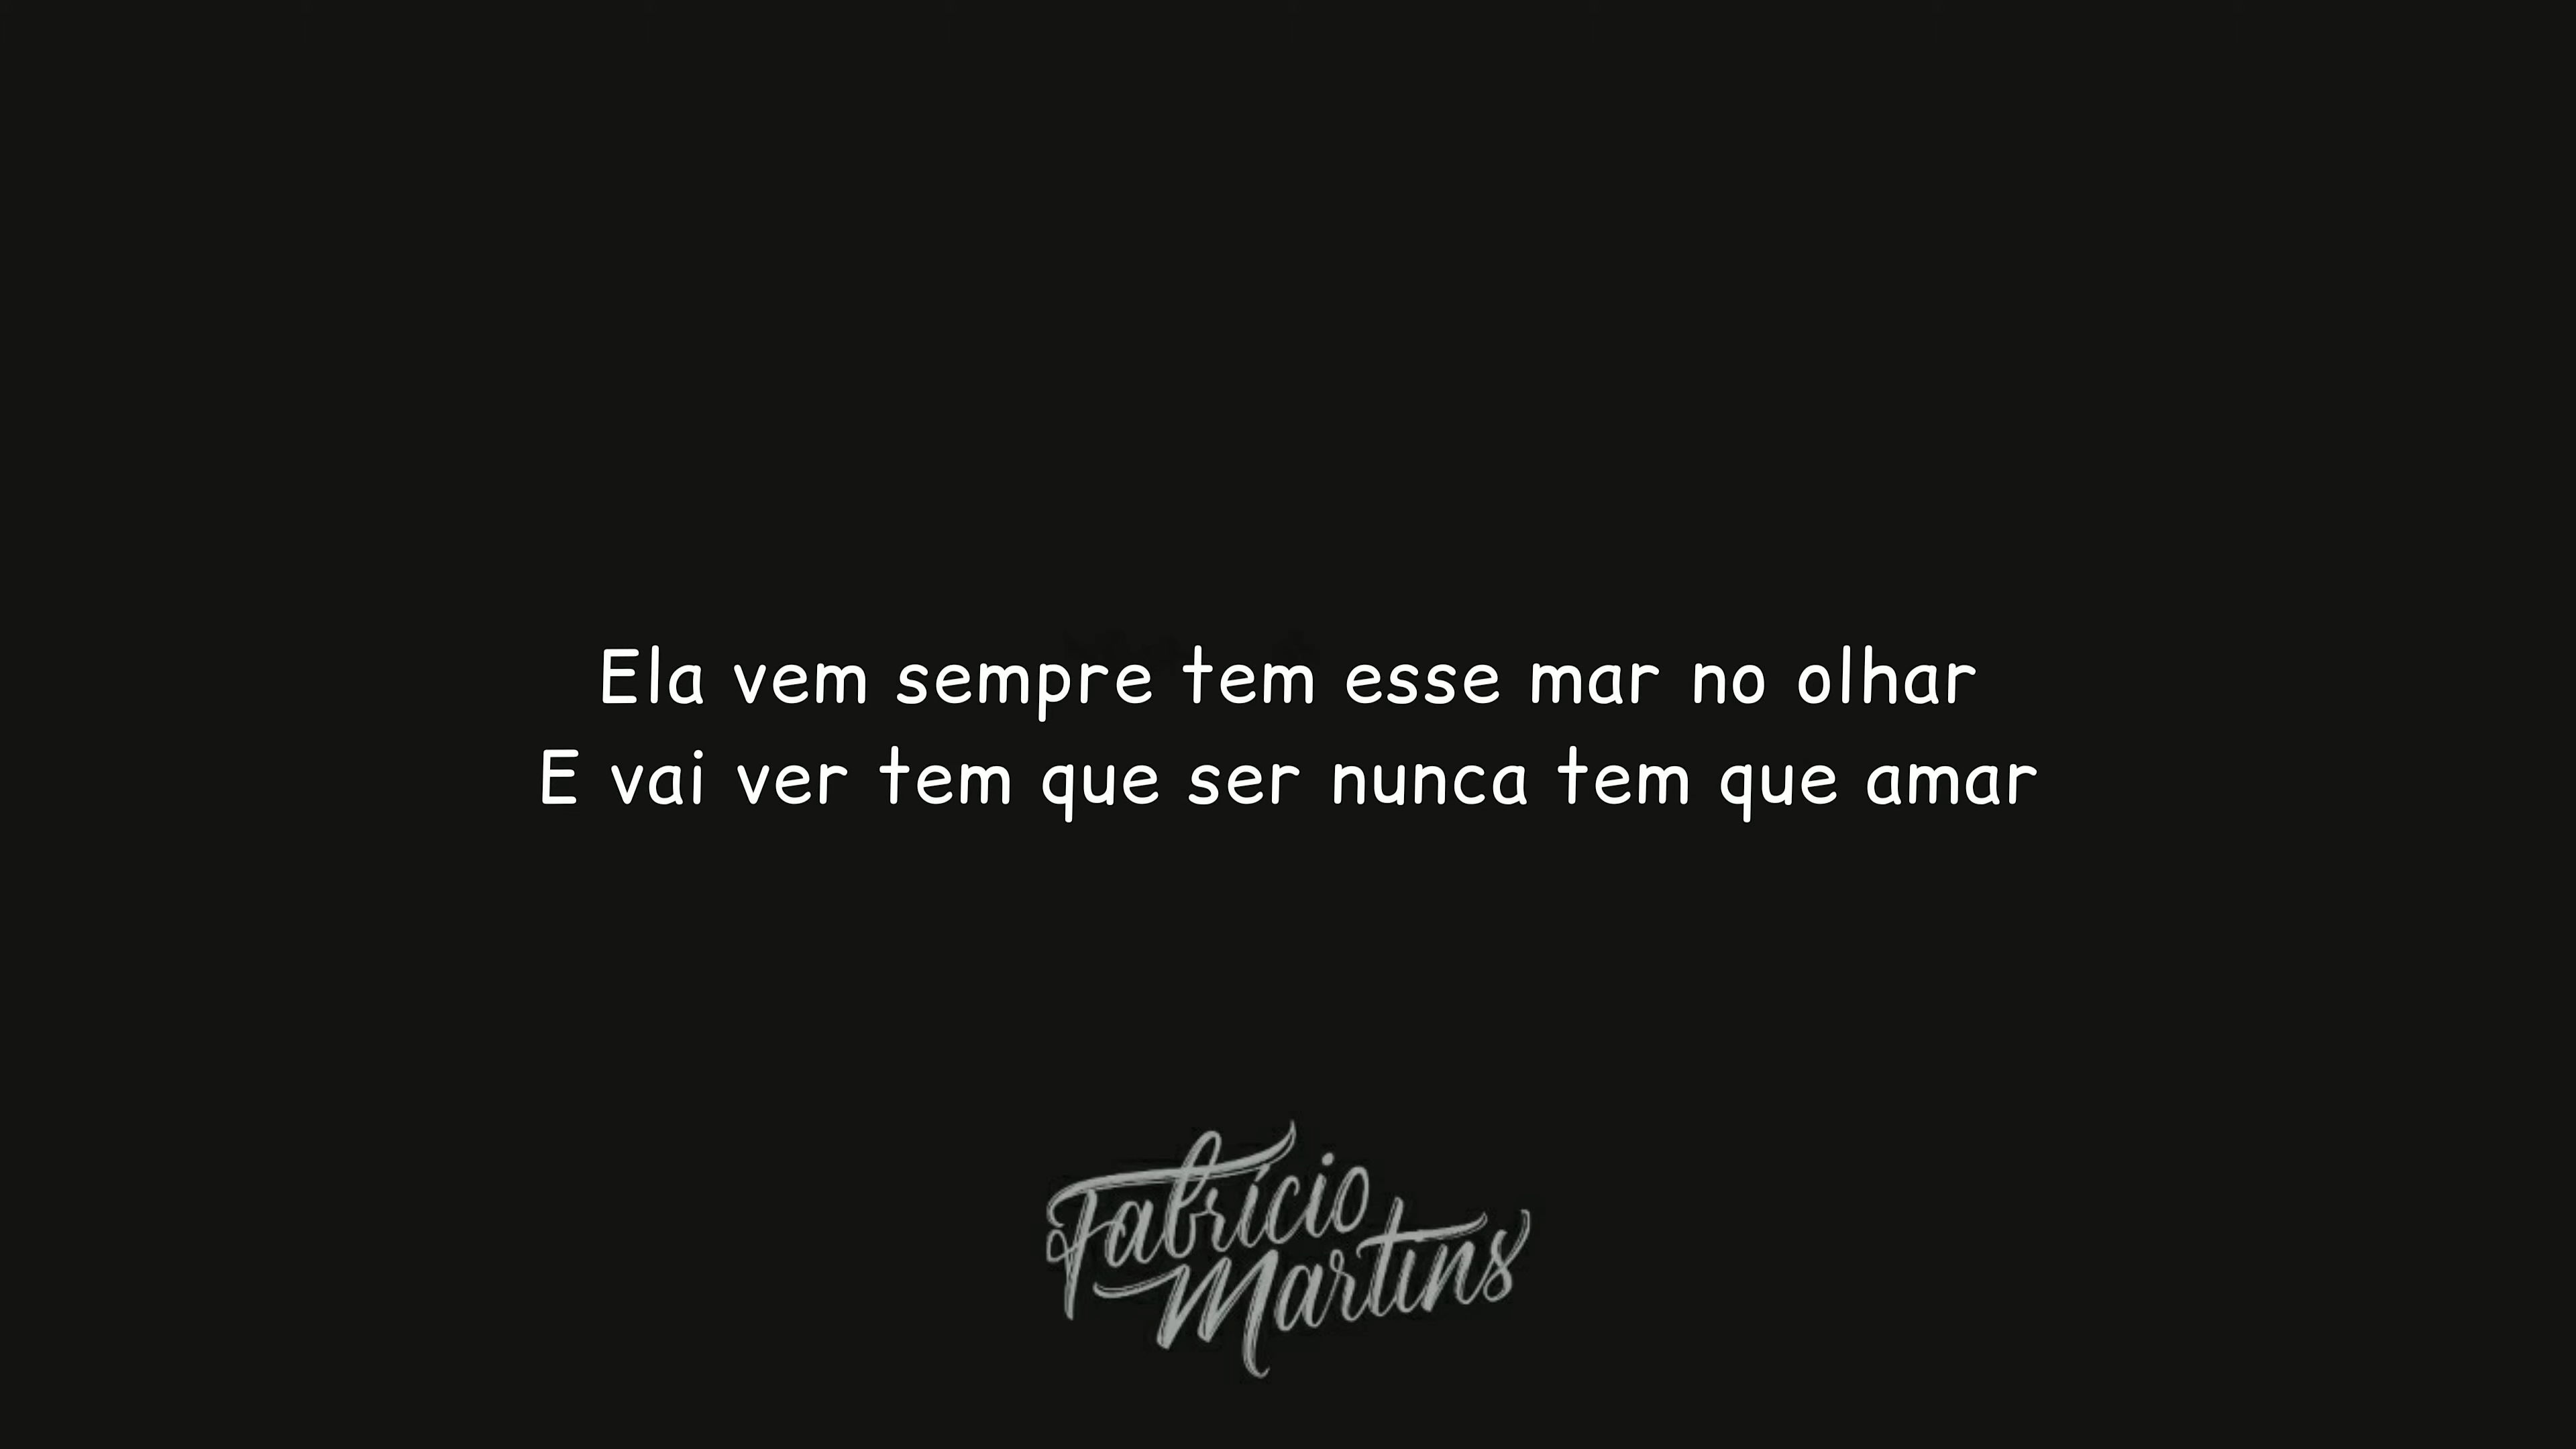 Ela vem sempre tem esse mar no olhar
E vai ver tem que ser nunca tem que amar
Fabrício
Martins